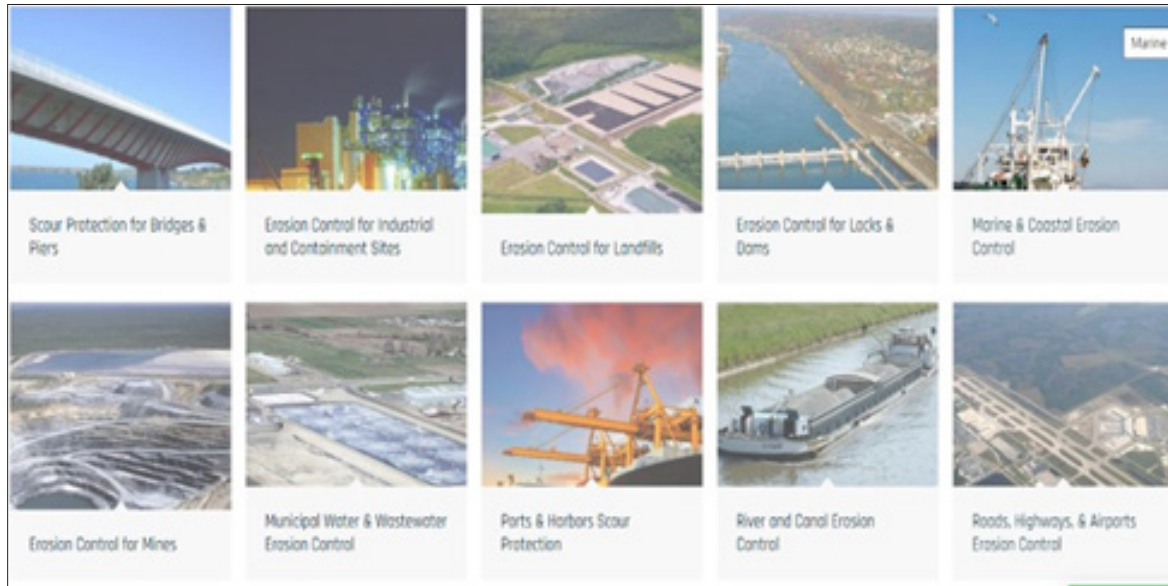 Marine
Scour Protection for Bridges &
Piers
Erosion Control for Industrial
and Containment Sites
Erosion Control for Landfills
Erosion Control for Locks &
Dams
Marine & Coastal Erosion
Control
Erosion Control for Mines
Municipal Water & Wastewater
Erosion Control
Ports & Harbors Scour
Protection
River and Canal Erosion
Control
Roads, Highways, & Airports
Erosion Control